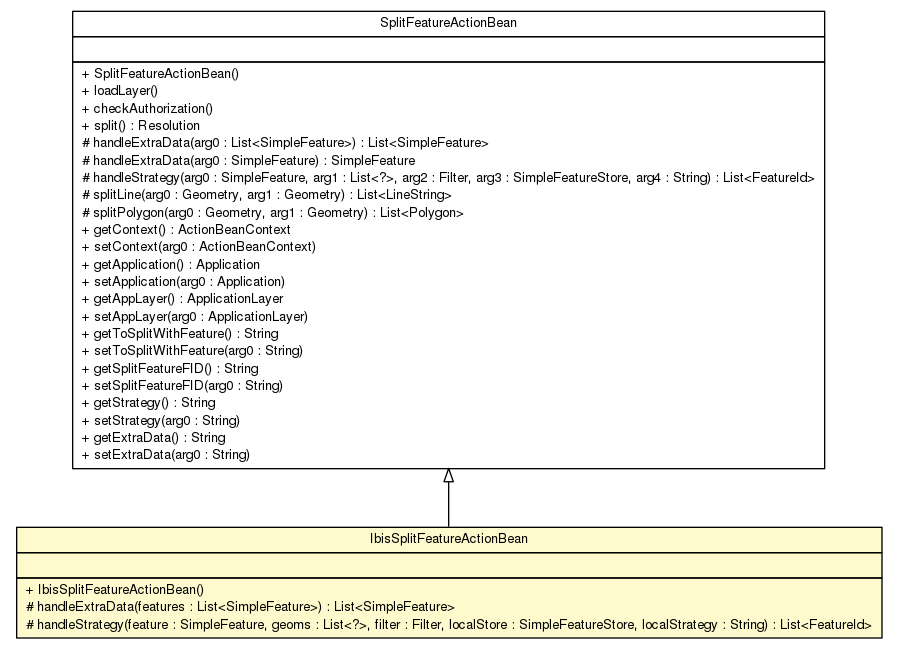 SplitFeatureActionBean
+ SplitFeatureActionBean()
+ loadLayer()
+ checkAuthorization()
+ split() : Resolution
# handleExtraData(arg0 : List<SimpleFeature>) : List<SimpleFeature>
# handleExtraData(arg0 : SimpleFeature) : SimpleFeature
# handleStrategy(arg0 : SimpleFeature, arg1 : List<?>, arg2 : Filter, arg3 : SimpleFeatureStore, arg4 : String) : List<FeatureId>
# splitLine(arg0 : Geometry, arg1 : Geometry) : List<LineString>
# splitPolygon(arg0 : Geometry, arg1 : Geometry) : List<Polygon>
+ getContext() : ActionBeanContext
+ setContext(arg0 : ActionBeanContext)
+ getApplication() : Application
+ setApplication(arg0 : Application)
+ getAppLayer() : ApplicationLayer
+ setAppLayer(arg0 : ApplicationLayer)
+ getToSplitWithFeature() : String
+ setToSplitWithFeature(arg0 : String)
+ getSplitFeatureFID() : String
+ setSplitFeatureFID(arg0 : String)
+ getStrategy() : String
+ setStrategy(arg0 : String)
+ getExtraData() : String
+ setExtraData(arg0 : String)
IbisSplitFeatureActionBean
+ IbisSplitFeatureActionBean()
# handleExtraData(features : List<SimpleFeature>) : List<SimpleFeature>
# handleStrategy(feature : SimpleFeature, geoms : List<?>, filter : Filter, localStore : SimpleFeatureStore, localStrategy : String) : List<FeatureId>